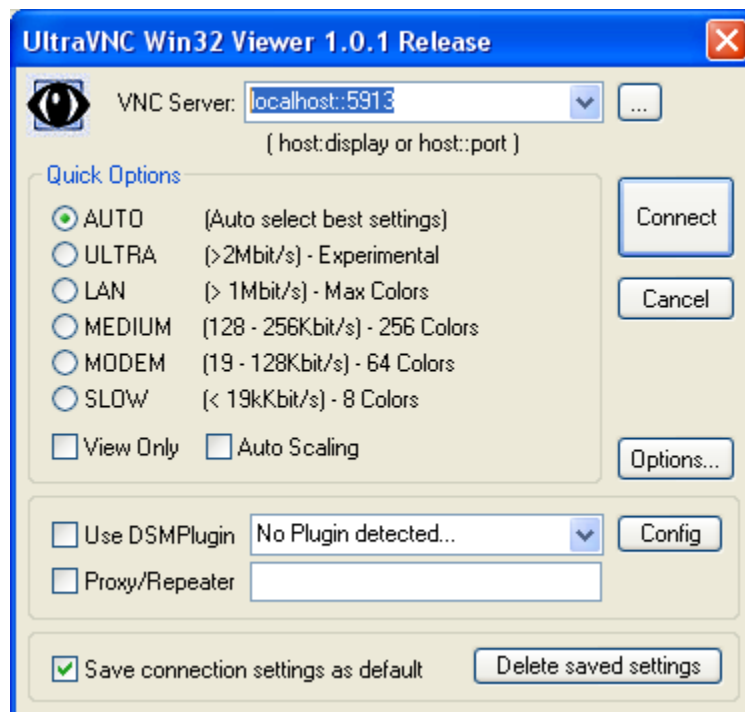 UltraVNC Win32 Viewer 1.0.1 Release
VNC Server: localhost::5913 ...
( host:display or host::port )
Quick Options
AUTO (Auto select best settings)
Connect
ULTRA (>2Mbit/s) - Experimental
LAN (> 1Mbit/s) - Max Colors
Cancel
MEDIUM (128 - 256Kbit/s) - 256 Colors
MODEM (19 - 128Kbit/s) - 64 Colors
SLOW (< 19kKbit/s) - 8 Colors
View Only Auto Scaling
Options...
Use DSMPlugin No Plugin detected... Config
Proxy/Repeater
Save connection settings as default Delete saved settings